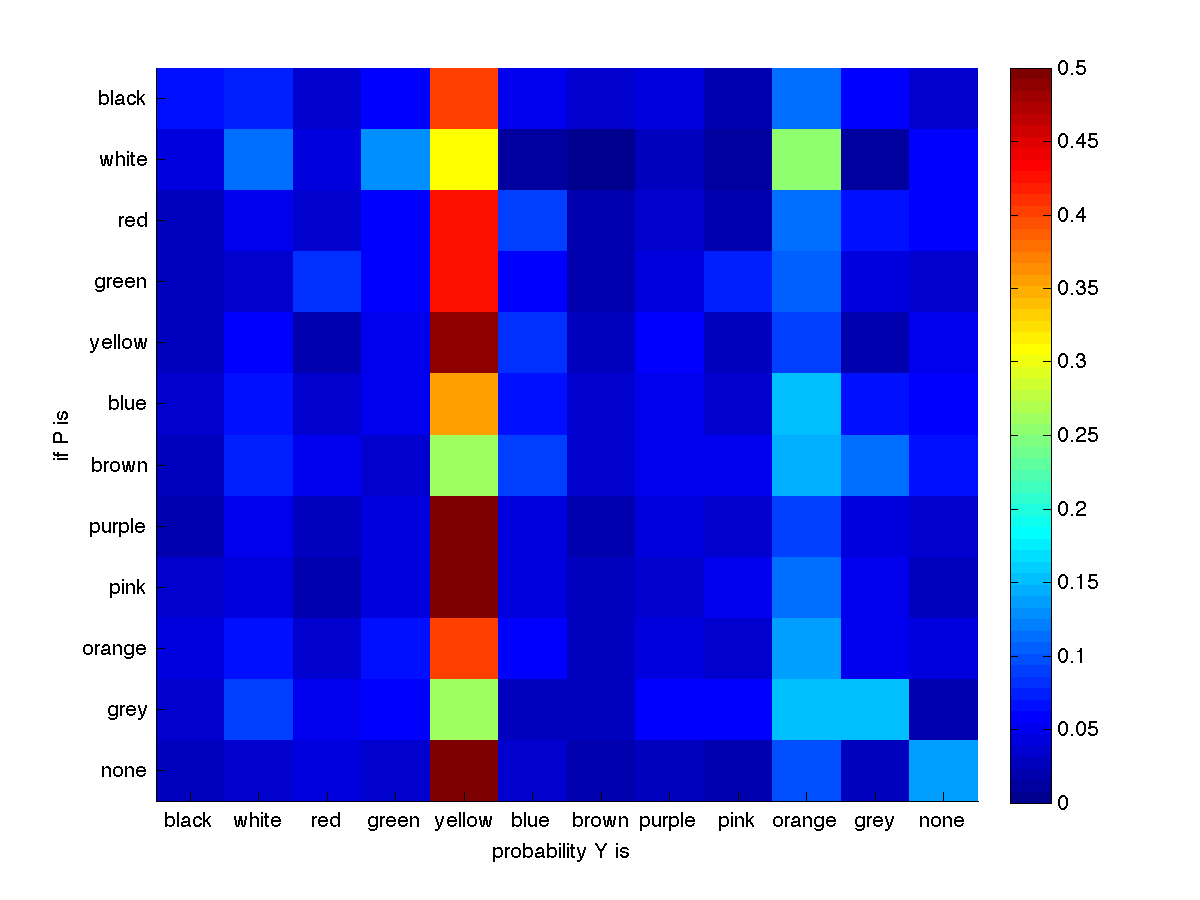 if P is
black
white
red
green
yellow
blue
brown
purple
pink
orange
grey
none
black white red green yellow blue brown purple pink orange grey none
probability Y is
0.5
0.45
0.4
0.35
0.3
0.25
0.2
0.15
0.1
0.05
0